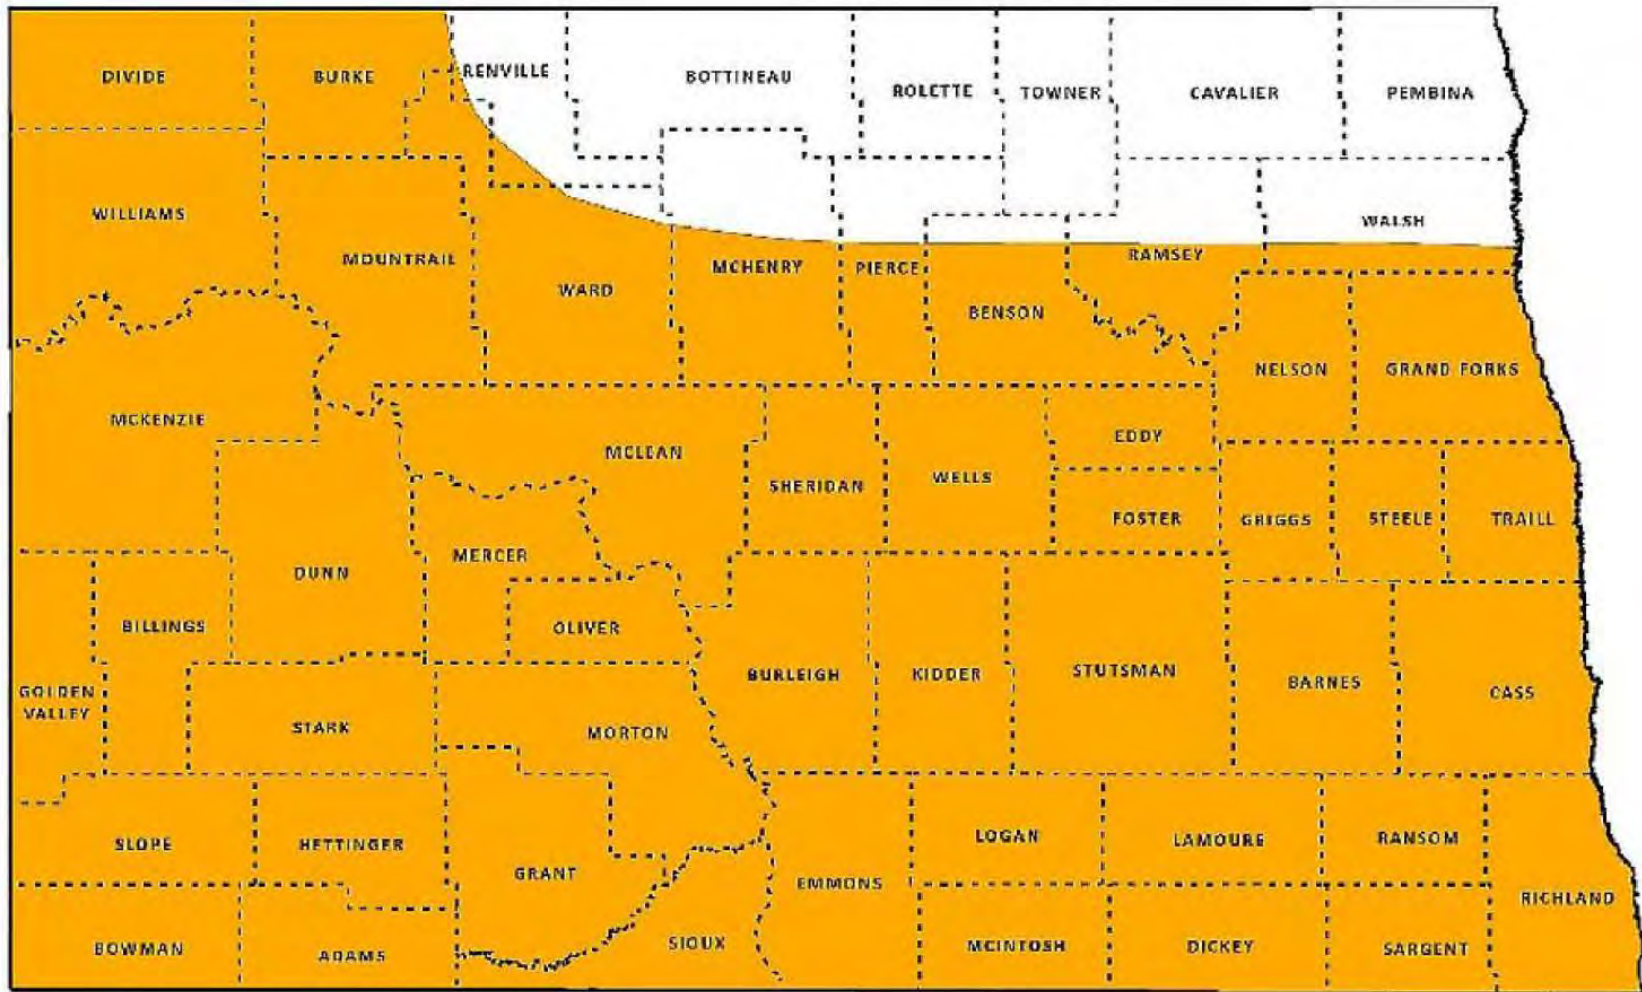 DIVIDE
BURKE
RENVILLE
BOTTINEAU
ROLETTE
TOWNER
CAVALIER
PEMBINA
WILLIAMS
MOUNTRAIL
WARD
MCHENRY
PIERCE
BENSON
RAMSEY
WALSH
NELSON
GRAND FORKS
MCKENZIE
MCLEAN
SHERIDAN
WELLS
EDDY
FOSTER
GRIGGS
STEELE
TRAILL
DUNN
MERCER
OLIVER
BILLINGS
GOLDEN
VALLEY
STARK
MORTON
BURLEIGH
KIDDER
STUTSMAN
BARNES
CASS
SLOPE
HETTINGER
GRANT
EMMONS
LOGAN
LAMOURE
RANSOM
RICHLAND
BOWMAN
ADAMS
SIOUX
MCINTOSH
DICKEY
SARGENT